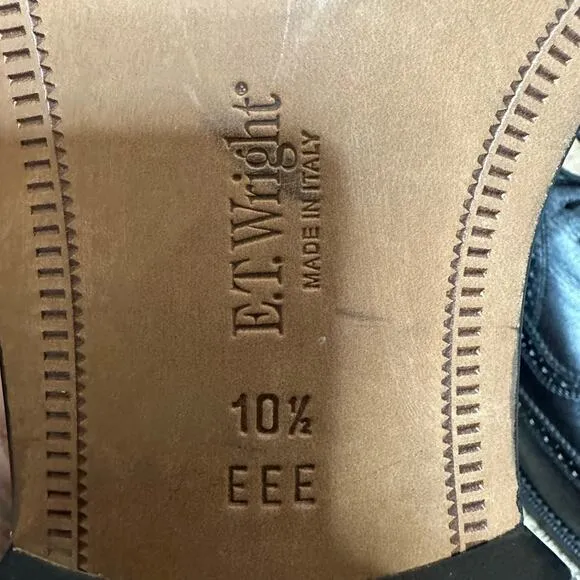 E.T. Wright®
MADE IN ITALY
10½
EEE